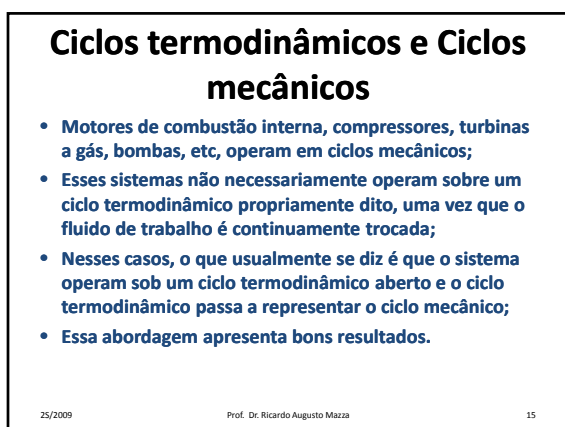 Ciclos termodinâmicos e Ciclos
mecânicos
• Motores de combustão interna, compressores, turbinas
a gás, bombas, etc, operam em ciclos mecânicos;
• Esses sistemas não necessariamente operam sobre um
ciclo termodinâmico propriamente dito, uma vez que o
fluido de trabalho é continuamente trocada;
• Nesses casos, o que usualmente se diz é que o sistema
operam sob um ciclo termodinâmico aberto e o ciclo
termodinâmico passa a representar o ciclo mecânico;
• Essa abordagem apresenta bons resultados.
2S/2009 Prof. Dr. Ricardo Augusto Mazza 15